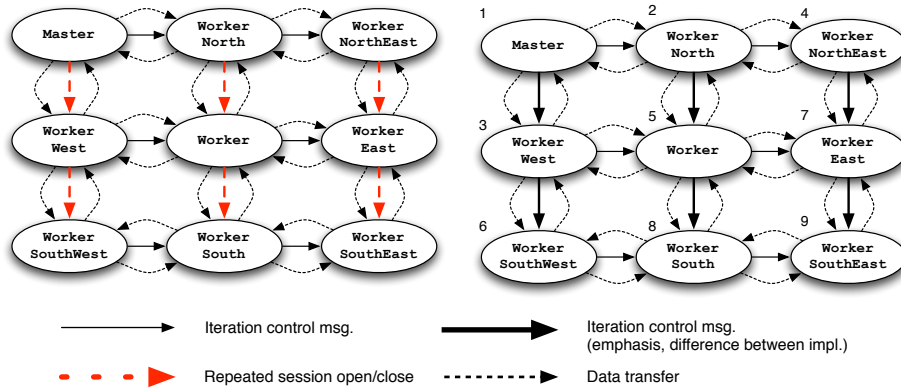 Master
Worker
North
Worker
NorthEast
Worker
West
Worker
Worker
East
Worker
SouthWest
Worker
South
Worker
SouthEast
1
2
4
Master
Worker
North
Worker
NorthEast
3
5
7
Worker
West
Worker
Worker
East
6
8
9
Worker
SouthWest
Worker
South
Worker
SouthEast
Iteration control msg.
Iteration control msg.
(emphasis, difference between impl.)
Repeated session open/close
Data transfer